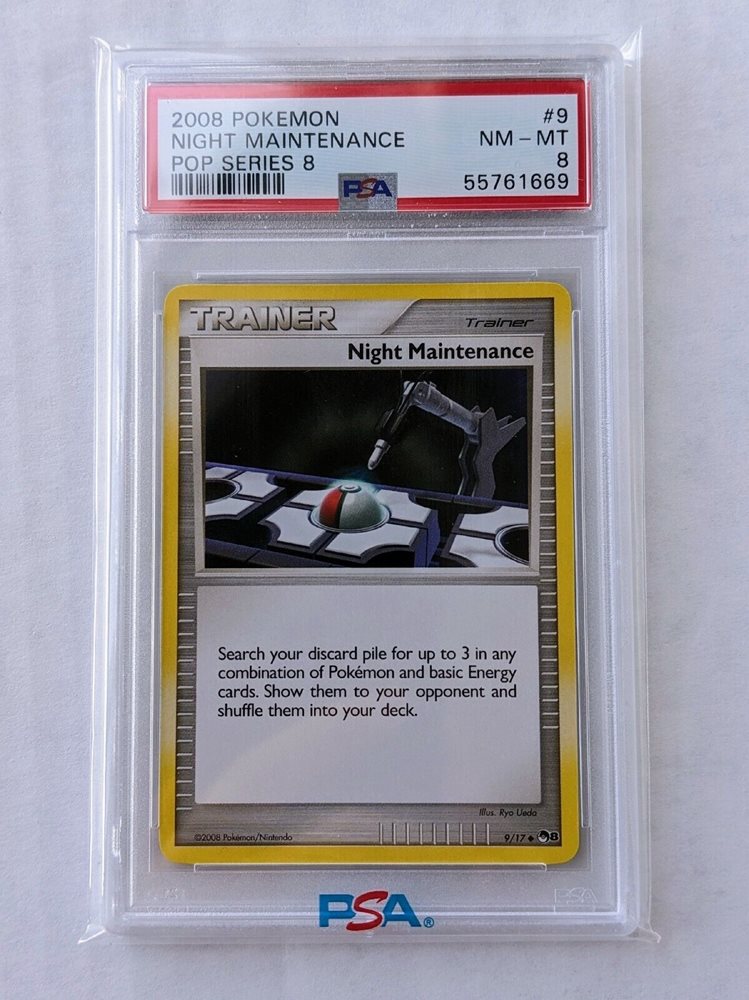 2008 POKEMON #9
NIGHT MAINTENANCE NM - MT
POP SERIES 8 8
PSA 55761669
TRAINER Trainer
Night Maintenance
Search your discard pile for up to 3 in any
combination of Pokémon and basic Energy
cards. Show them to your opponent and
shuffle them into your deck.
Illus. Ryo Ueda
©2008 Pokémon/Nintendo 9/17 ◆ 8
PSA
PSA®